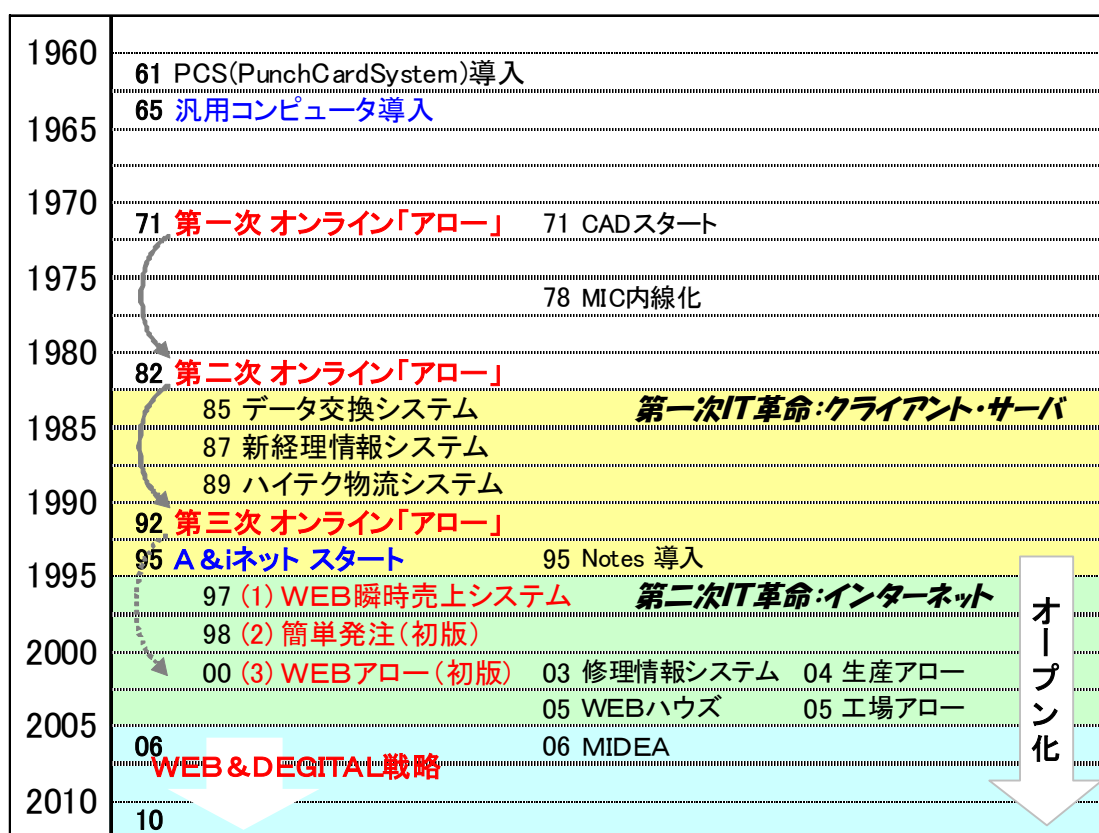 1960
61 PCS(PunchCardSystem)導入
65 汎用コンピュータ導入
1965
1970
71 第一次 オンライン「アロー」 71 CADスタート
1975
78 MIC内線化
1980
82 第二次 オンライン「アロー」
85 データ交換システム 第一次IT革命:クライアント・サーバ
1985
87 新経理情報システム
89 ハイテク物流システム
1990
92 第三次 オンライン「アロー」
95 A&iネット スタート 95 Notes 導入
1995
97 (1) WEB瞬時売上システム 第二次IT革命:インターネット
98 (2) 簡単発注(初版)
2000
00 (3) WEBアロー(初版) 03 修理情報システム 04 生産アロー
05 WEBハウズ 05 工場アロー
2005
06 06 MIDEA
WEB&DEGITAL戦略
2010
10
オープン化